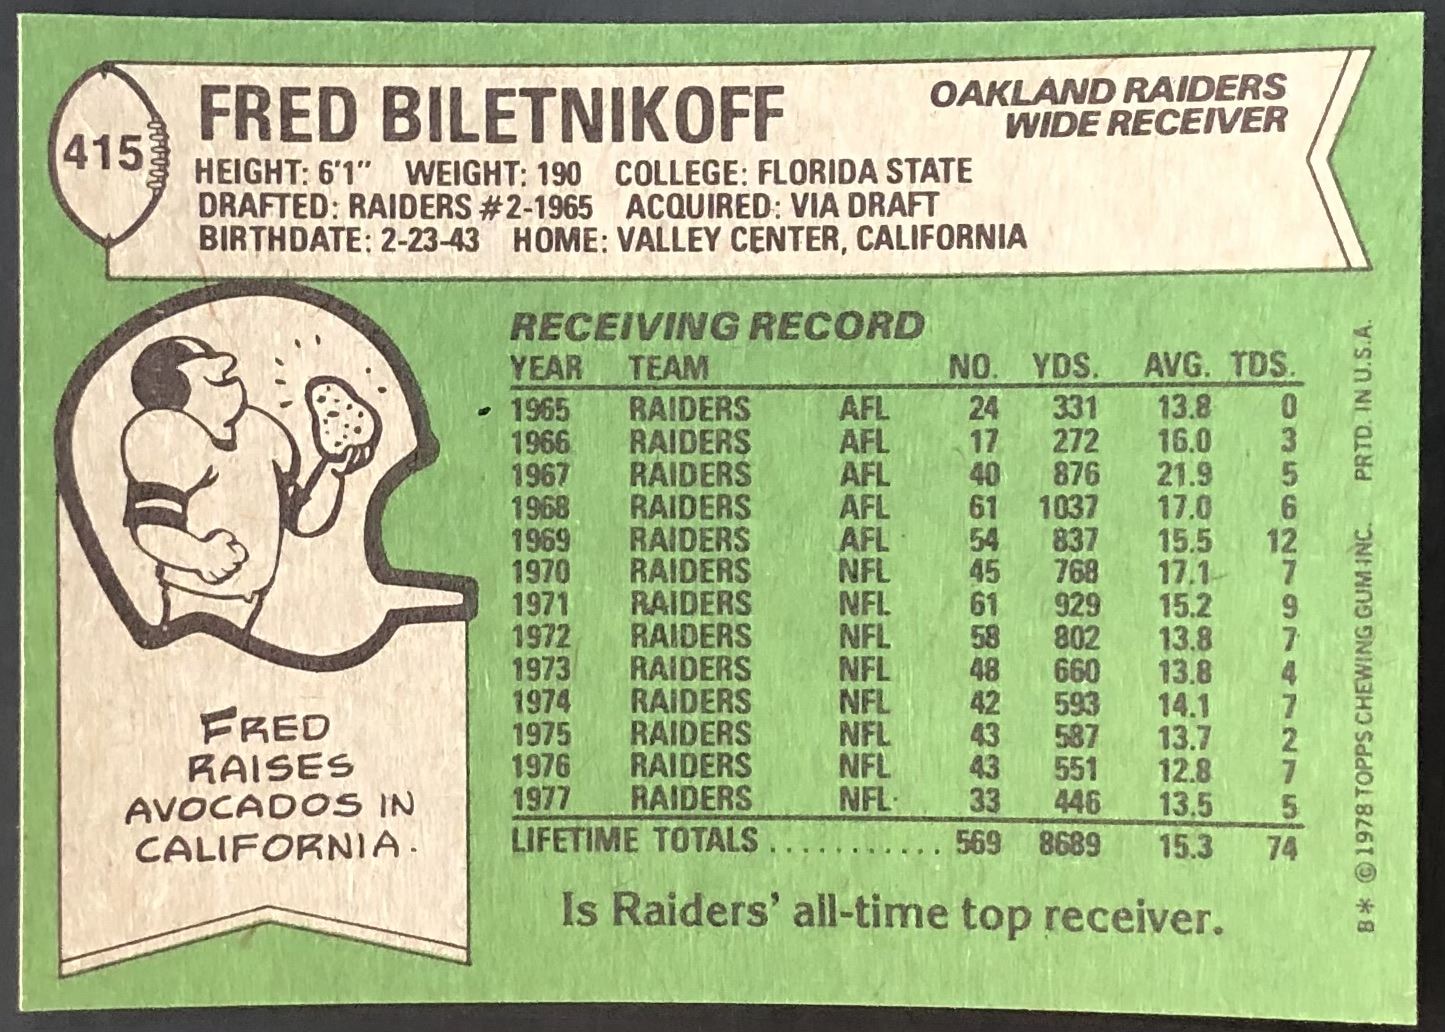 415
FRED BILETNIKOFF
OAKLAND RAIDERS
WIDE RECEIVER
HEIGHT: 6'1" WEIGHT: 190 COLLEGE: FLORIDA STATE
DRAFTED: RAIDERS #2-1965 ACQUIRED: VIA DRAFT
BIRTHDATE: 2-23-43 HOME: VALLEY CENTER, CALIFORNIA
FRED
RAISES
AVOCADOS IN
CALIFORNIA.
RECEIVING RECORD
YEAR TEAM NO. YDS. AVG. TDS.
1965 RAIDERS AFL 24 331 13.8 0
1966 RAIDERS AFL 17 272 16.0 3
1967 RAIDERS AFL 40 876 21.9 5
1968 RAIDERS AFL 61 1037 17.0 6
1969 RAIDERS AFL 54 837 15.5 12
1970 RAIDERS NFL 45 768 17.1 7
1971 RAIDERS NFL 61 929 15.2 9
1972 RAIDERS NFL 58 802 13.8 7
1973 RAIDERS NFL 48 660 13.8 4
1974 RAIDERS NFL 42 593 14.1 7
1975 RAIDERS NFL 43 587 13.7 2
1976 RAIDERS NFL 43 551 12.8 7
1977 RAIDERS NFL 33 446 13.5 5
LIFETIME TOTALS ........... 569 8689 15.3 74
Is Raiders' all-time top receiver.
B* © 1978 TOPPS CHEWING GUM INC. PRTD. IN U.S.A.